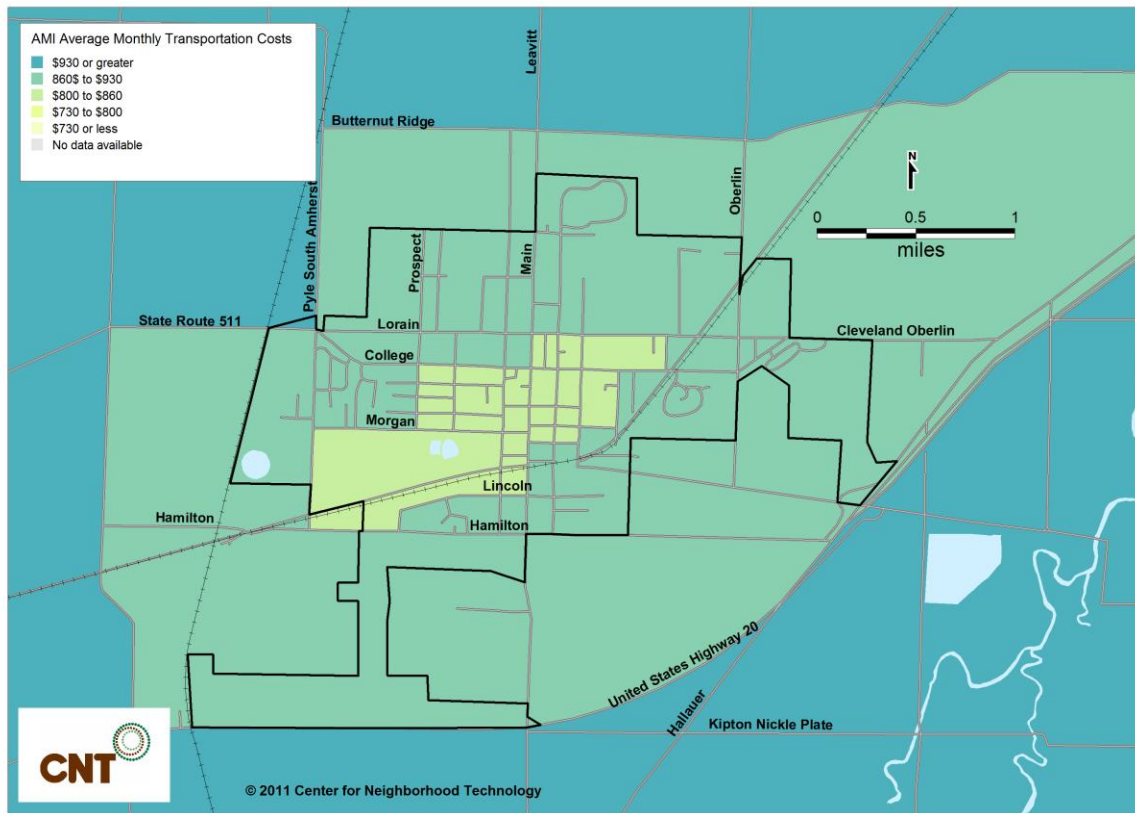 AMI Average Monthly Transportation Costs
$930 or greater
860$ to $930
$800 to $860
$730 to $800
$730 or less
No data available
Leavitt
Butternut Ridge
Pyle South Amherst
Oberlin
N
0 0.5 1
miles
Prospect
Main
State Route 511
Lorain
Cleveland Oberlin
College
Morgan
Lincoln
Hamilton
Hamilton
United States Highway 20
Hallauer
Kipton Nickle Plate
CNT
© 2011 Center for Neighborhood Technology